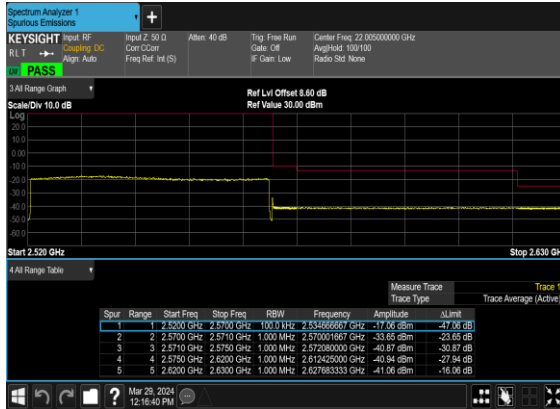 Spectrum Analyzer 1
Spurious Emissions
+
KEYSIGHT Input: RF Input Z: 50 Ω Atten: 40 dB Trig: Free Run Center Freq: 22.005000000 GHz
RLT Coupling: DC Corr CCorr Gate: Off Avg|Hold: 100/100
Align: Auto Freq Ref: Int (S) IF Gain: Low Radio Std: None
PASS
3 All Range Graph
Ref Lvl Offset 8.60 dB
Scale/Div 10.0 dB Ref Value 30.00 dBm
Log
20.0
10.0
0.00
-10.0
-20.0
-30.0
-40.0
-50.0
-60.0
Start 2.520 GHz Stop 2.630 GH
4 All Range Table
Measure Trace Trace 1
Trace Type Trace Average (Active)
Spur Range Start Freq Stop Freq RBW Frequency Amplitude ΔLimit
1 1 2.5200 GHz 2.5700 GHz 100.0 kHz 2.534666667 GHz -17.06 dBm -47.06 dB
2 2 2.5700 GHz 2.5710 GHz 1.000 MHz 2.570001667 GHz -33.65 dBm -23.65 dB
3 3 2.5710 GHz 2.5750 GHz 1.000 MHz 2.572080000 GHz -40.87 dBm -30.87 dB
4 4 2.5750 GHz 2.6200 GHz 1.000 MHz 2.612425000 GHz -40.94 dBm -27.94 dB
5 5 2.6200 GHz 2.6300 GHz 1.000 MHz 2.627683333 GHz -41.06 dBm -16.06 dB
? Mar 29, 2024
12:16:40 PM